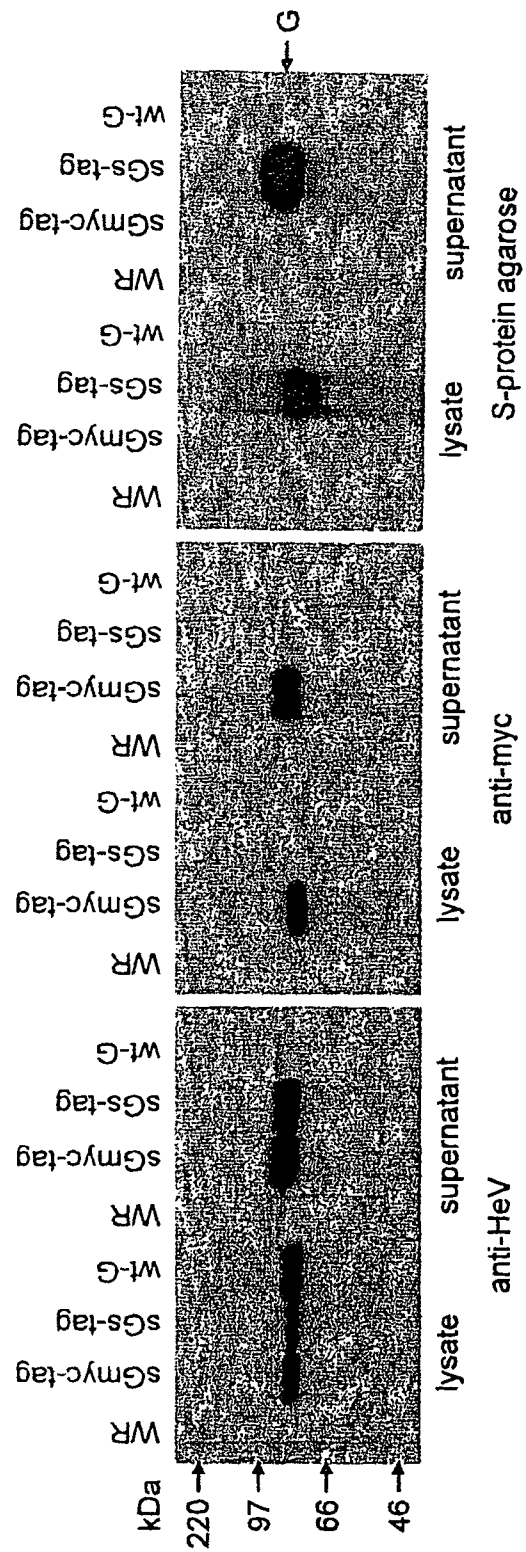 kDa
220
97
66
46
WR
sGmyc-tag
sGs-tag
wt-G
WR
sGmyc-tag
sGs-tag
wt-G
lysate
supernatant
anti-HeV
WR
sGmyc-tag
sGs-tag
wt-G
WR
sGmyc-tag
sGs-tag
wt-G
lysate
supernatant
anti-myc
WR
sGmyc-tag
sGs-tag
wt-G
WR
sGmyc-tag
sGs-tag
wt-G
lysate
supernatant
S-protein agarose
G